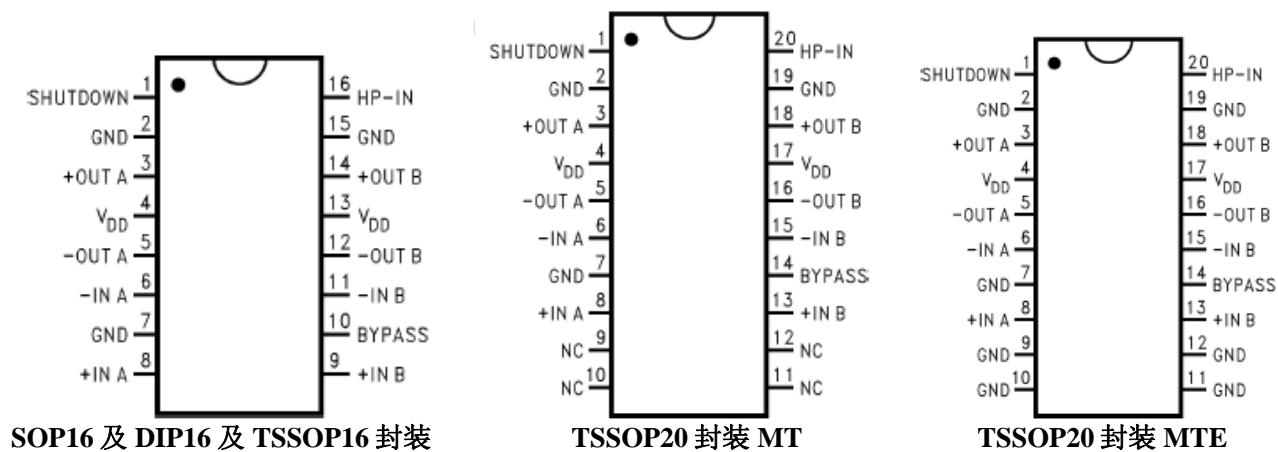 1 16
SHUTDOWN HP-IN
2 15
GND GND
3 14
+OUT A +OUT B
4 13
VDD VDD
5 12
-OUT A -OUT B
6 11
-IN A -IN B
7 10
GND BYPASS
8 9
+IN A +IN B
SOP16 及 DIP16 及 TSSOP16 封装
1 20
SHUTDOWN HP-IN
2 19
GND GND
3 18
+OUT A +OUT B
4 17
VDD VDD
5 16
-OUT A -OUT B
6 15
-IN A -IN B
7 14
GND BYPASS
8 13
+IN A +IN B
9 12
NC NC
10 11
NC NC
TSSOP20 封装 MT
1 20
SHUTDOWN HP-IN
2 19
GND GND
3 18
+OUT A +OUT B
4 17
VDD VDD
5 16
-OUT A -OUT B
6 15
-IN A -IN B
7 14
GND BYPASS
8 13
+IN A +IN B
9 12
GND GND
10 11
GND GND
TSSOP20 封装 MTE